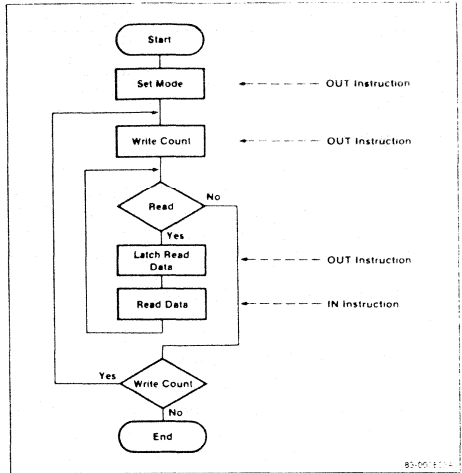 Start
Set Mode
OUT Instruction
Write Count
OUT Instruction
No
Read
Yes
Latch Read
Data
OUT Instruction
Read Data
IN Instruction
Yes
Write Count
No
End